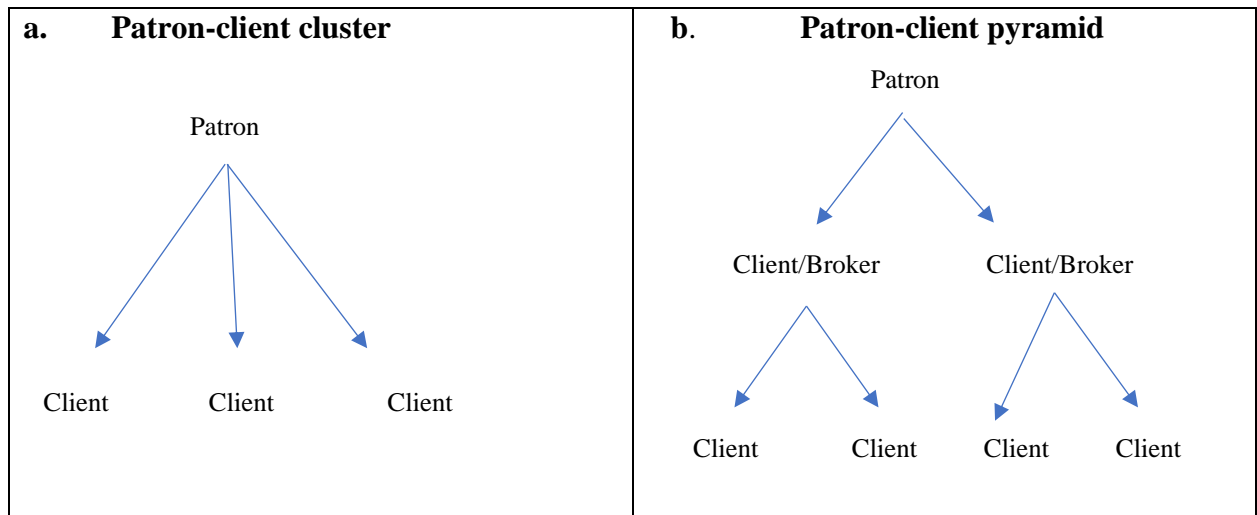 a. Patron-client cluster
Patron
Client Client Client
b. Patron-client pyramid
Patron
Client/Broker Client/Broker
Client Client Client Client